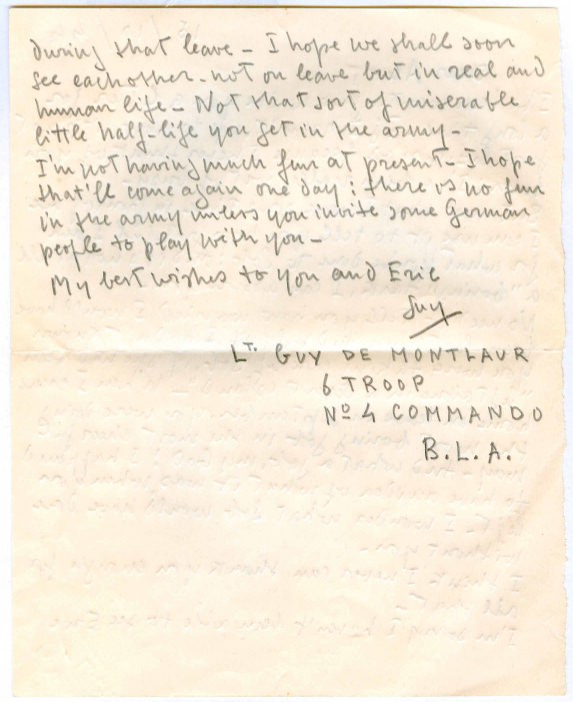 during that leave – I hope we shall soon
see eachother – not on leave but in real and
human life – Not that sort of miserable
little half-life you get in the army –
I'm not having much fun at present – I hope
that'll come again one day; there is no fun
in the army unless you invite some German
people to play with you –
My best wishes to you and Eric
Guy
LT. GUY DE MONTLAUR
6 TROOP
No 4 COMMANDO
B.L.A.